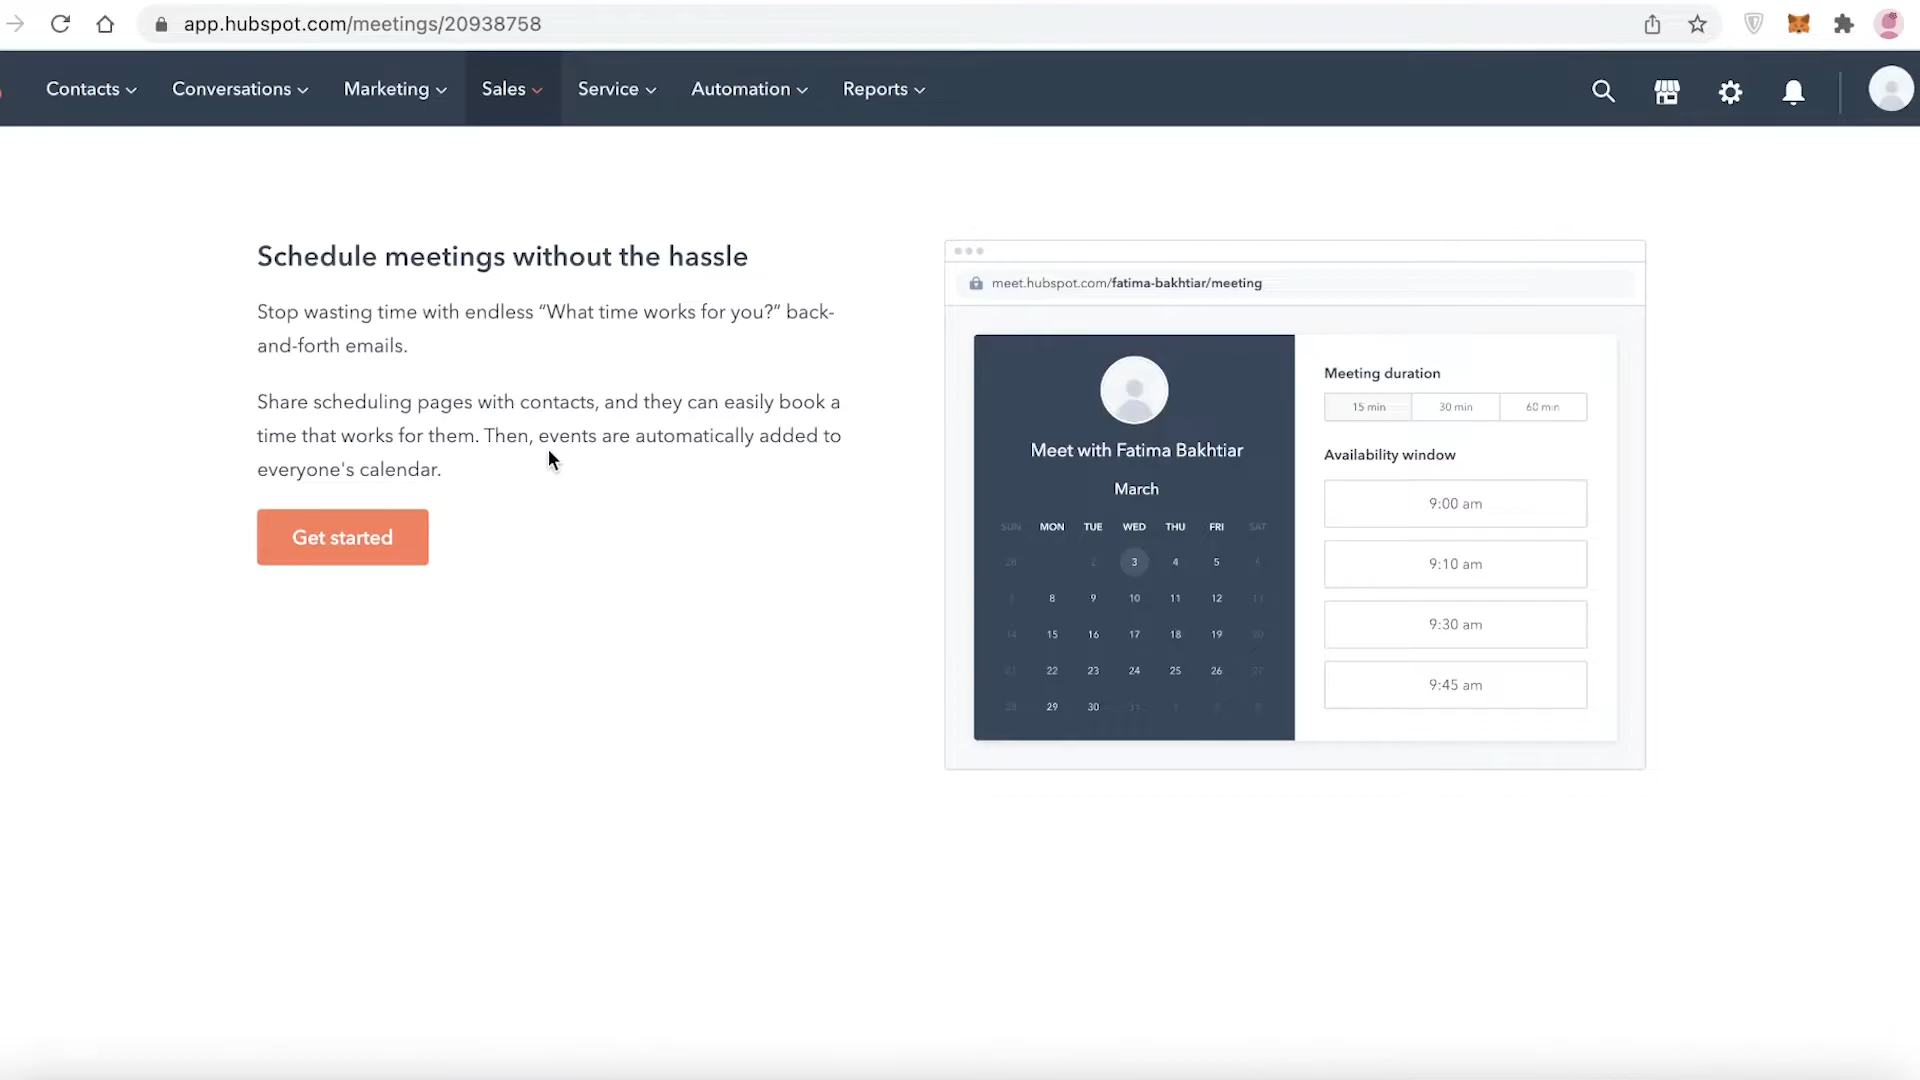 app.hubspot.com/meetings/20938758
Contacts Conversations Marketing Sales Service Automation Reports
Schedule meetings without the hassle
Stop wasting time with endless “What time works for you?” back-
and-forth emails.
Share scheduling pages with contacts, and they can easily book a
time that works for them. Then, events are automatically added to
everyone's calendar.
Get started
meet.hubspot.com/fatima-bakhtiar/meeting
Meet with Fatima Bakhtiar
March
SUN MON TUE WED THU FRI SAT
28 2 3 4 5 6
8 9 10 11 12 13
14 15 16 17 18 19 20
21 22 23 24 25 26 27
28 29 30 31
Meeting duration
15 min 30 min 60 min
Availability window
9:00 am
9:10 am
9:30 am
9:45 am